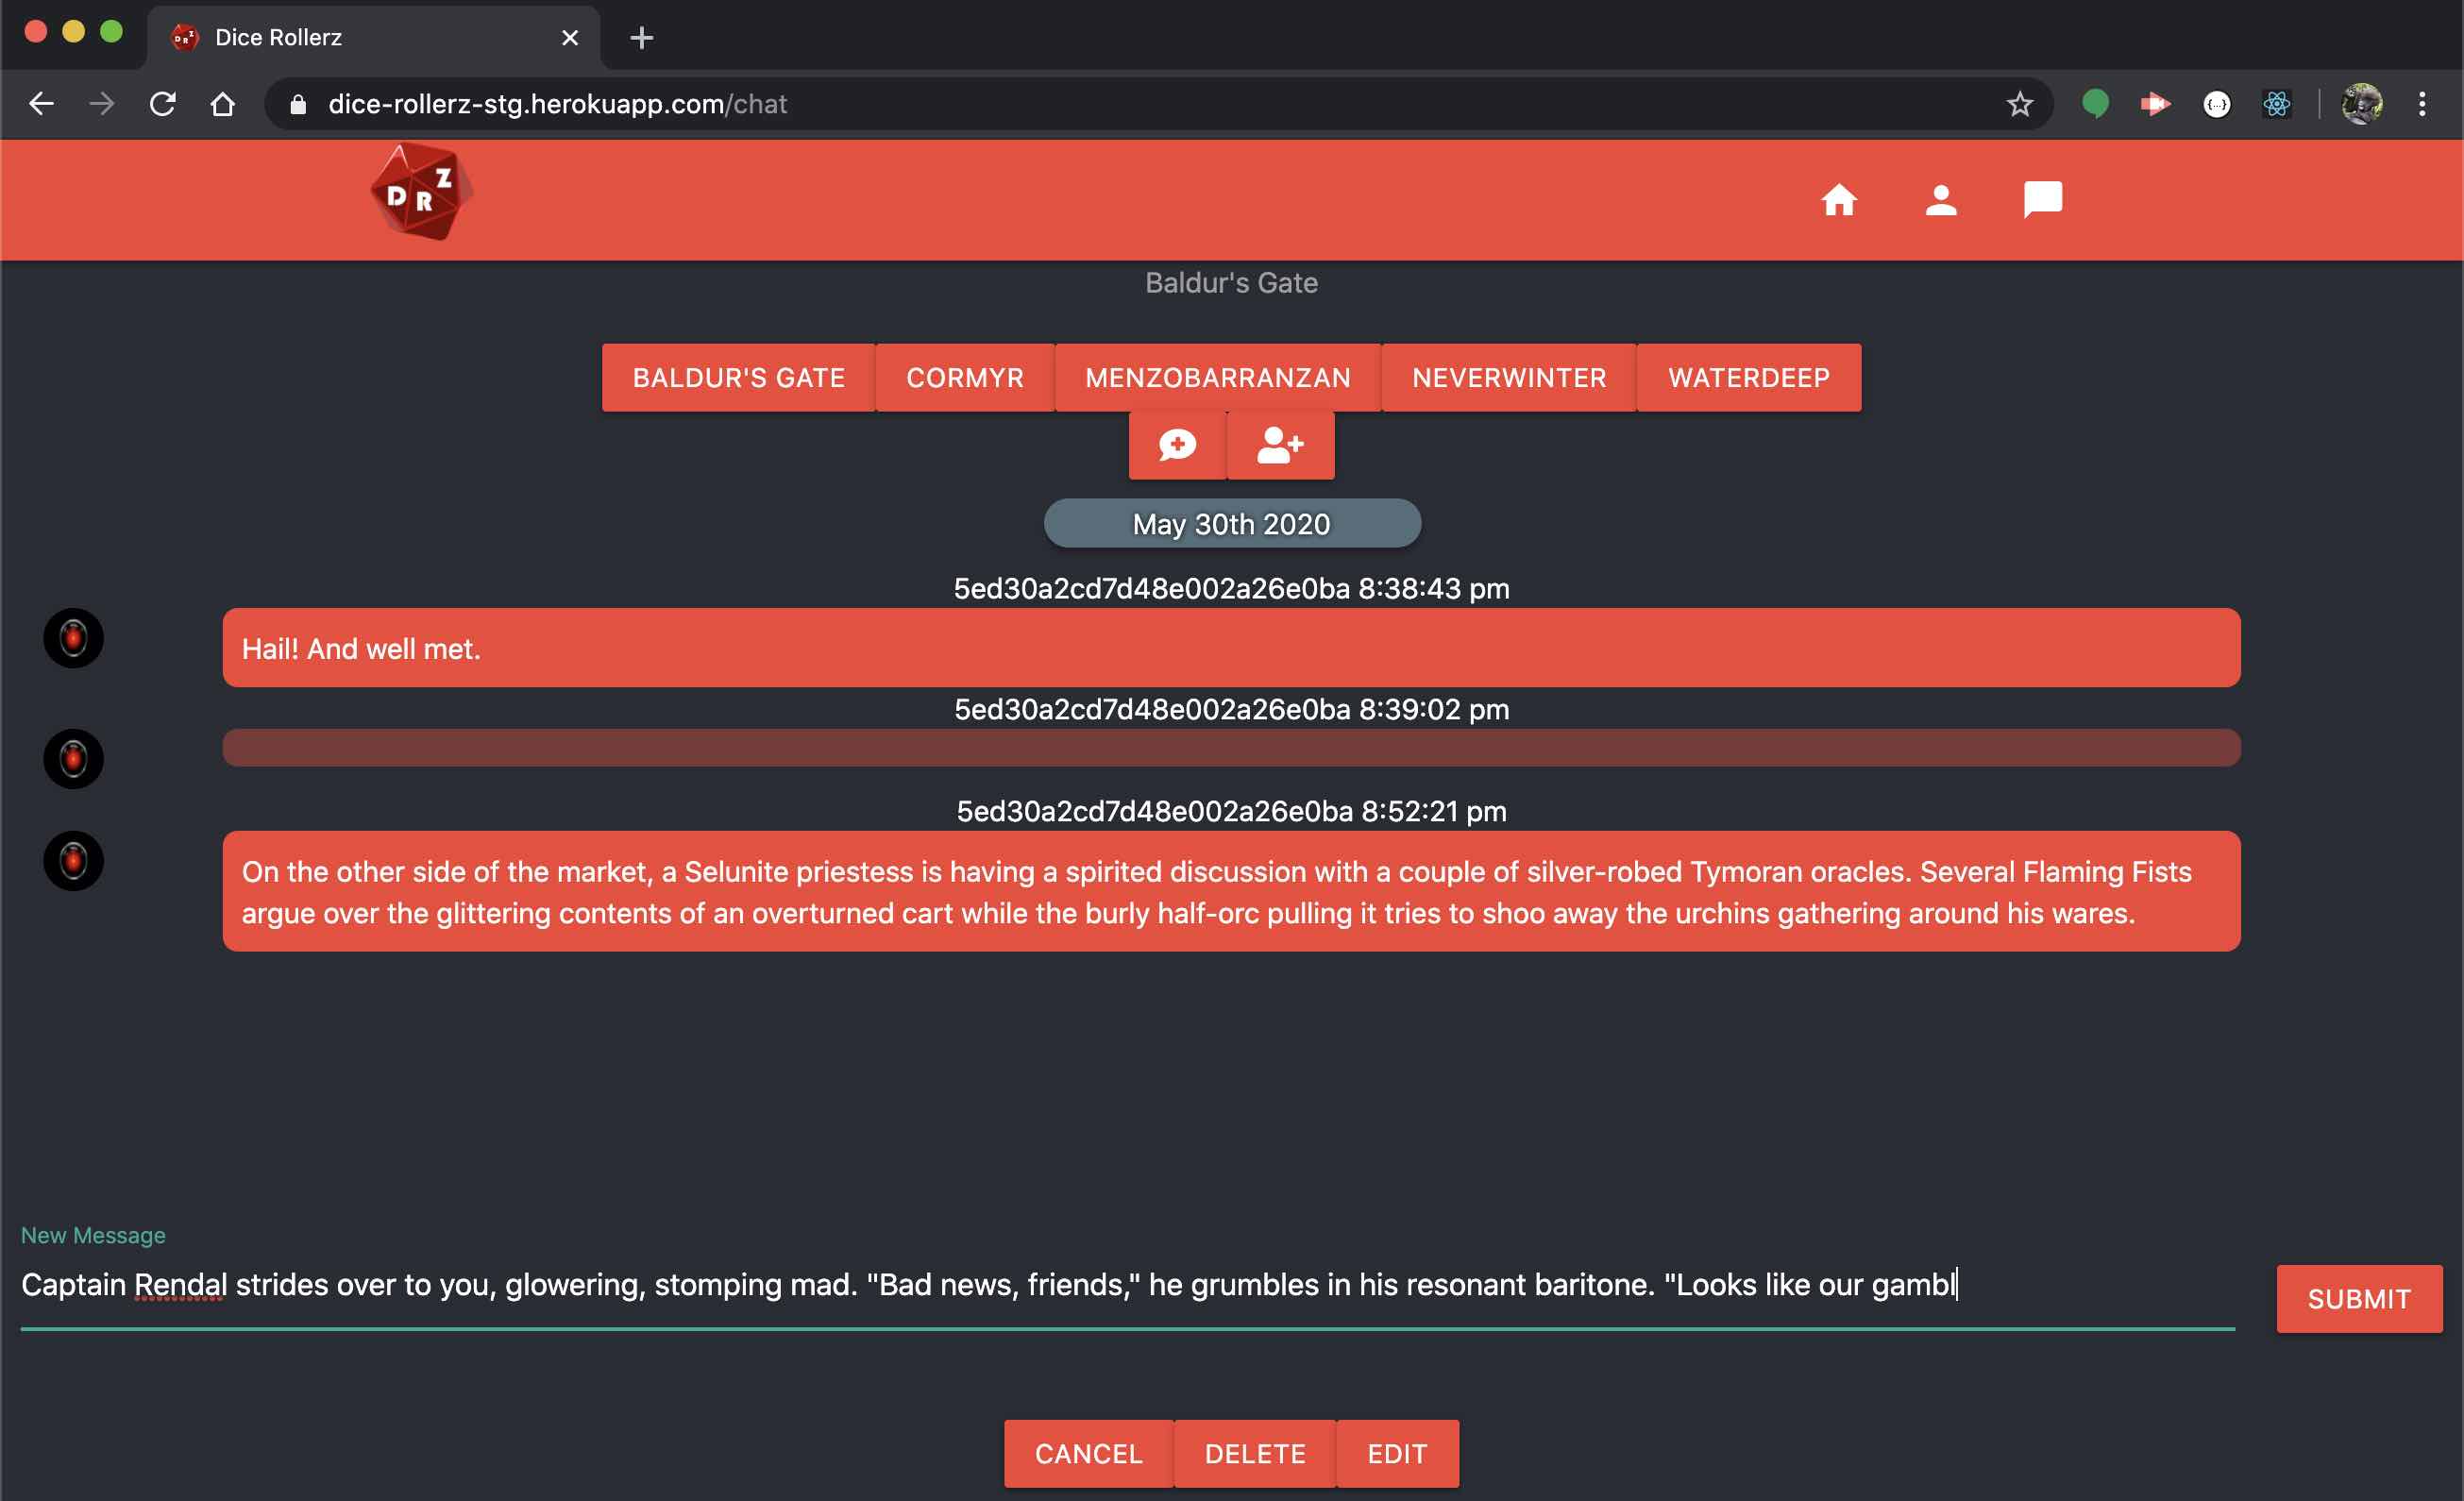 Dice Rollerz
dice-rollerz-stg.herokuapp.com/chat
D R Z
Baldur's Gate
BALDUR'S GATE CORMYR MENZOBARRANZAN NEVERWINTER WATERDEEP
May 30th 2020
5ed30a2cd7d48e002a26e0ba 8:38:43 pm
Hail! And well met.
5ed30a2cd7d48e002a26e0ba 8:39:02 pm
5ed30a2cd7d48e002a26e0ba 8:52:21 pm
On the other side of the market, a Selunite priestess is having a spirited discussion with a couple of silver-robed Tymoran oracles. Several Flaming Fists
argue over the glittering contents of an overturned cart while the burly half-orc pulling it tries to shoo away the urchins gathering around his wares.
New Message
Captain Rendal strides over to you, glowering, stomping mad. "Bad news, friends," he grumbles in his resonant baritone. "Looks like our gambl
SUBMIT
CANCEL DELETE EDIT